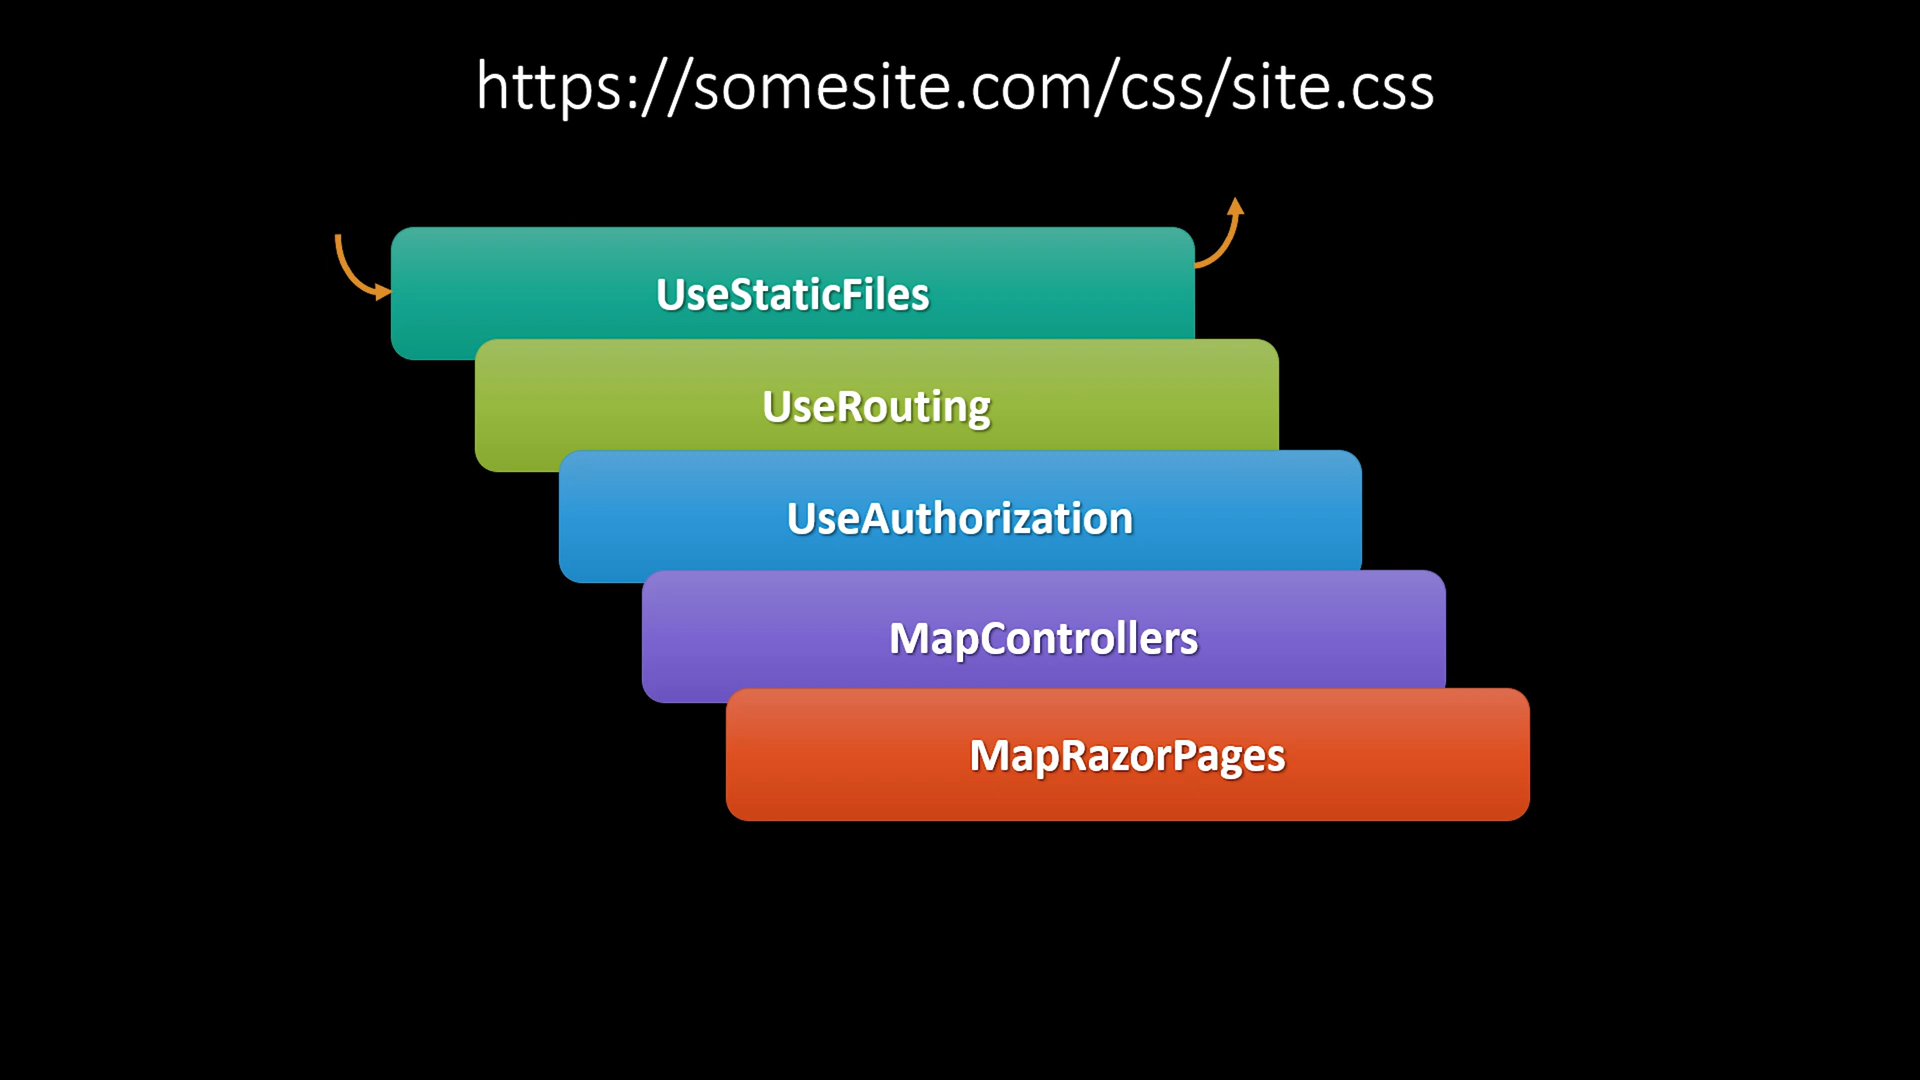 https://somesite.com/css/site.css
UseStaticFiles
UseRouting
UseAuthorization
MapControllers
MapRazorPages